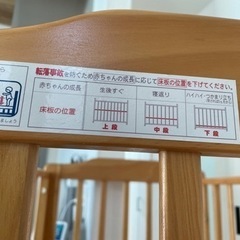 転落事故を防ぐため赤ちゃんの成長に応じて床板の位置を下げてください。
赤ちゃんの成長
生後すぐ
寝返り
ハイハイ・つかまり立ち
床板の位置
上段
中段
下段